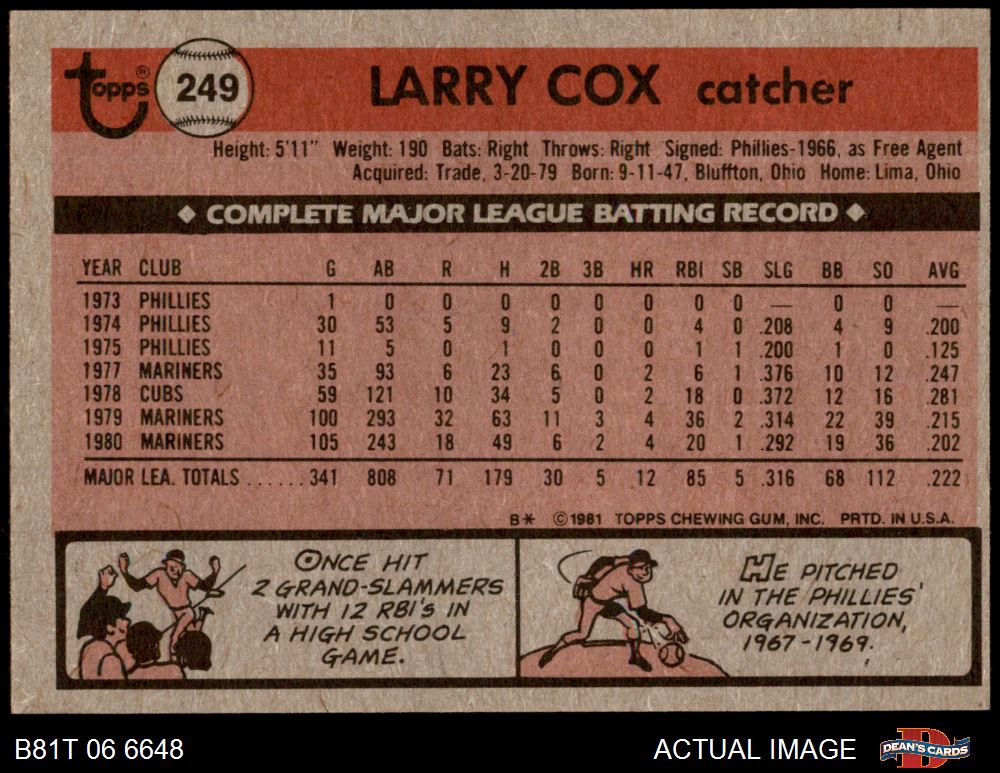 topps® 249 LARRY COX catcher
Height: 5'11" Weight: 190 Bats: Right Throws: Right Signed: Phillies-1966, as Free Agent
Acquired: Trade, 3-20-79 Born: 9-11-47, Bluffton, Ohio Home: Lima, Ohio
◆ COMPLETE MAJOR LEAGUE BATTING RECORD ◆
YEAR CLUB G AB R H 2B 3B HR RBI SB SLG BB SO AVG
1973 PHILLIES 1 0 0 0 0 0 0 0 0 — 0 0 —
1974 PHILLIES 30 53 5 9 2 0 0 4 0 .208 4 9 .200
1975 PHILLIES 11 5 0 1 0 0 0 1 1 .200 1 0 .125
1977 MARINERS 35 93 6 23 6 0 2 6 1 .376 10 12 .247
1978 CUBS 59 121 10 34 5 0 2 18 0 .372 12 16 .281
1979 MARINERS 100 293 32 63 11 3 4 36 2 .314 22 39 .215
1980 MARINERS 105 243 18 49 6 2 4 20 1 .292 19 36 .202
MAJOR LEA. TOTALS ...... 341 808 71 179 30 5 12 85 5 .316 68 112 .222
B* ©1981 TOPPS CHEWING GUM, INC. PRTD. IN U.S.A.
ONCE HIT
2 GRAND-SLAMMERS
WITH 12 RBI'S IN
A HIGH SCHOOL
GAME.
HE PITCHED
IN THE PHILLIES'
ORGANIZATION,
1967-1969.
B81T 06 6648 ACTUAL IMAGE DEAN'S CARDS